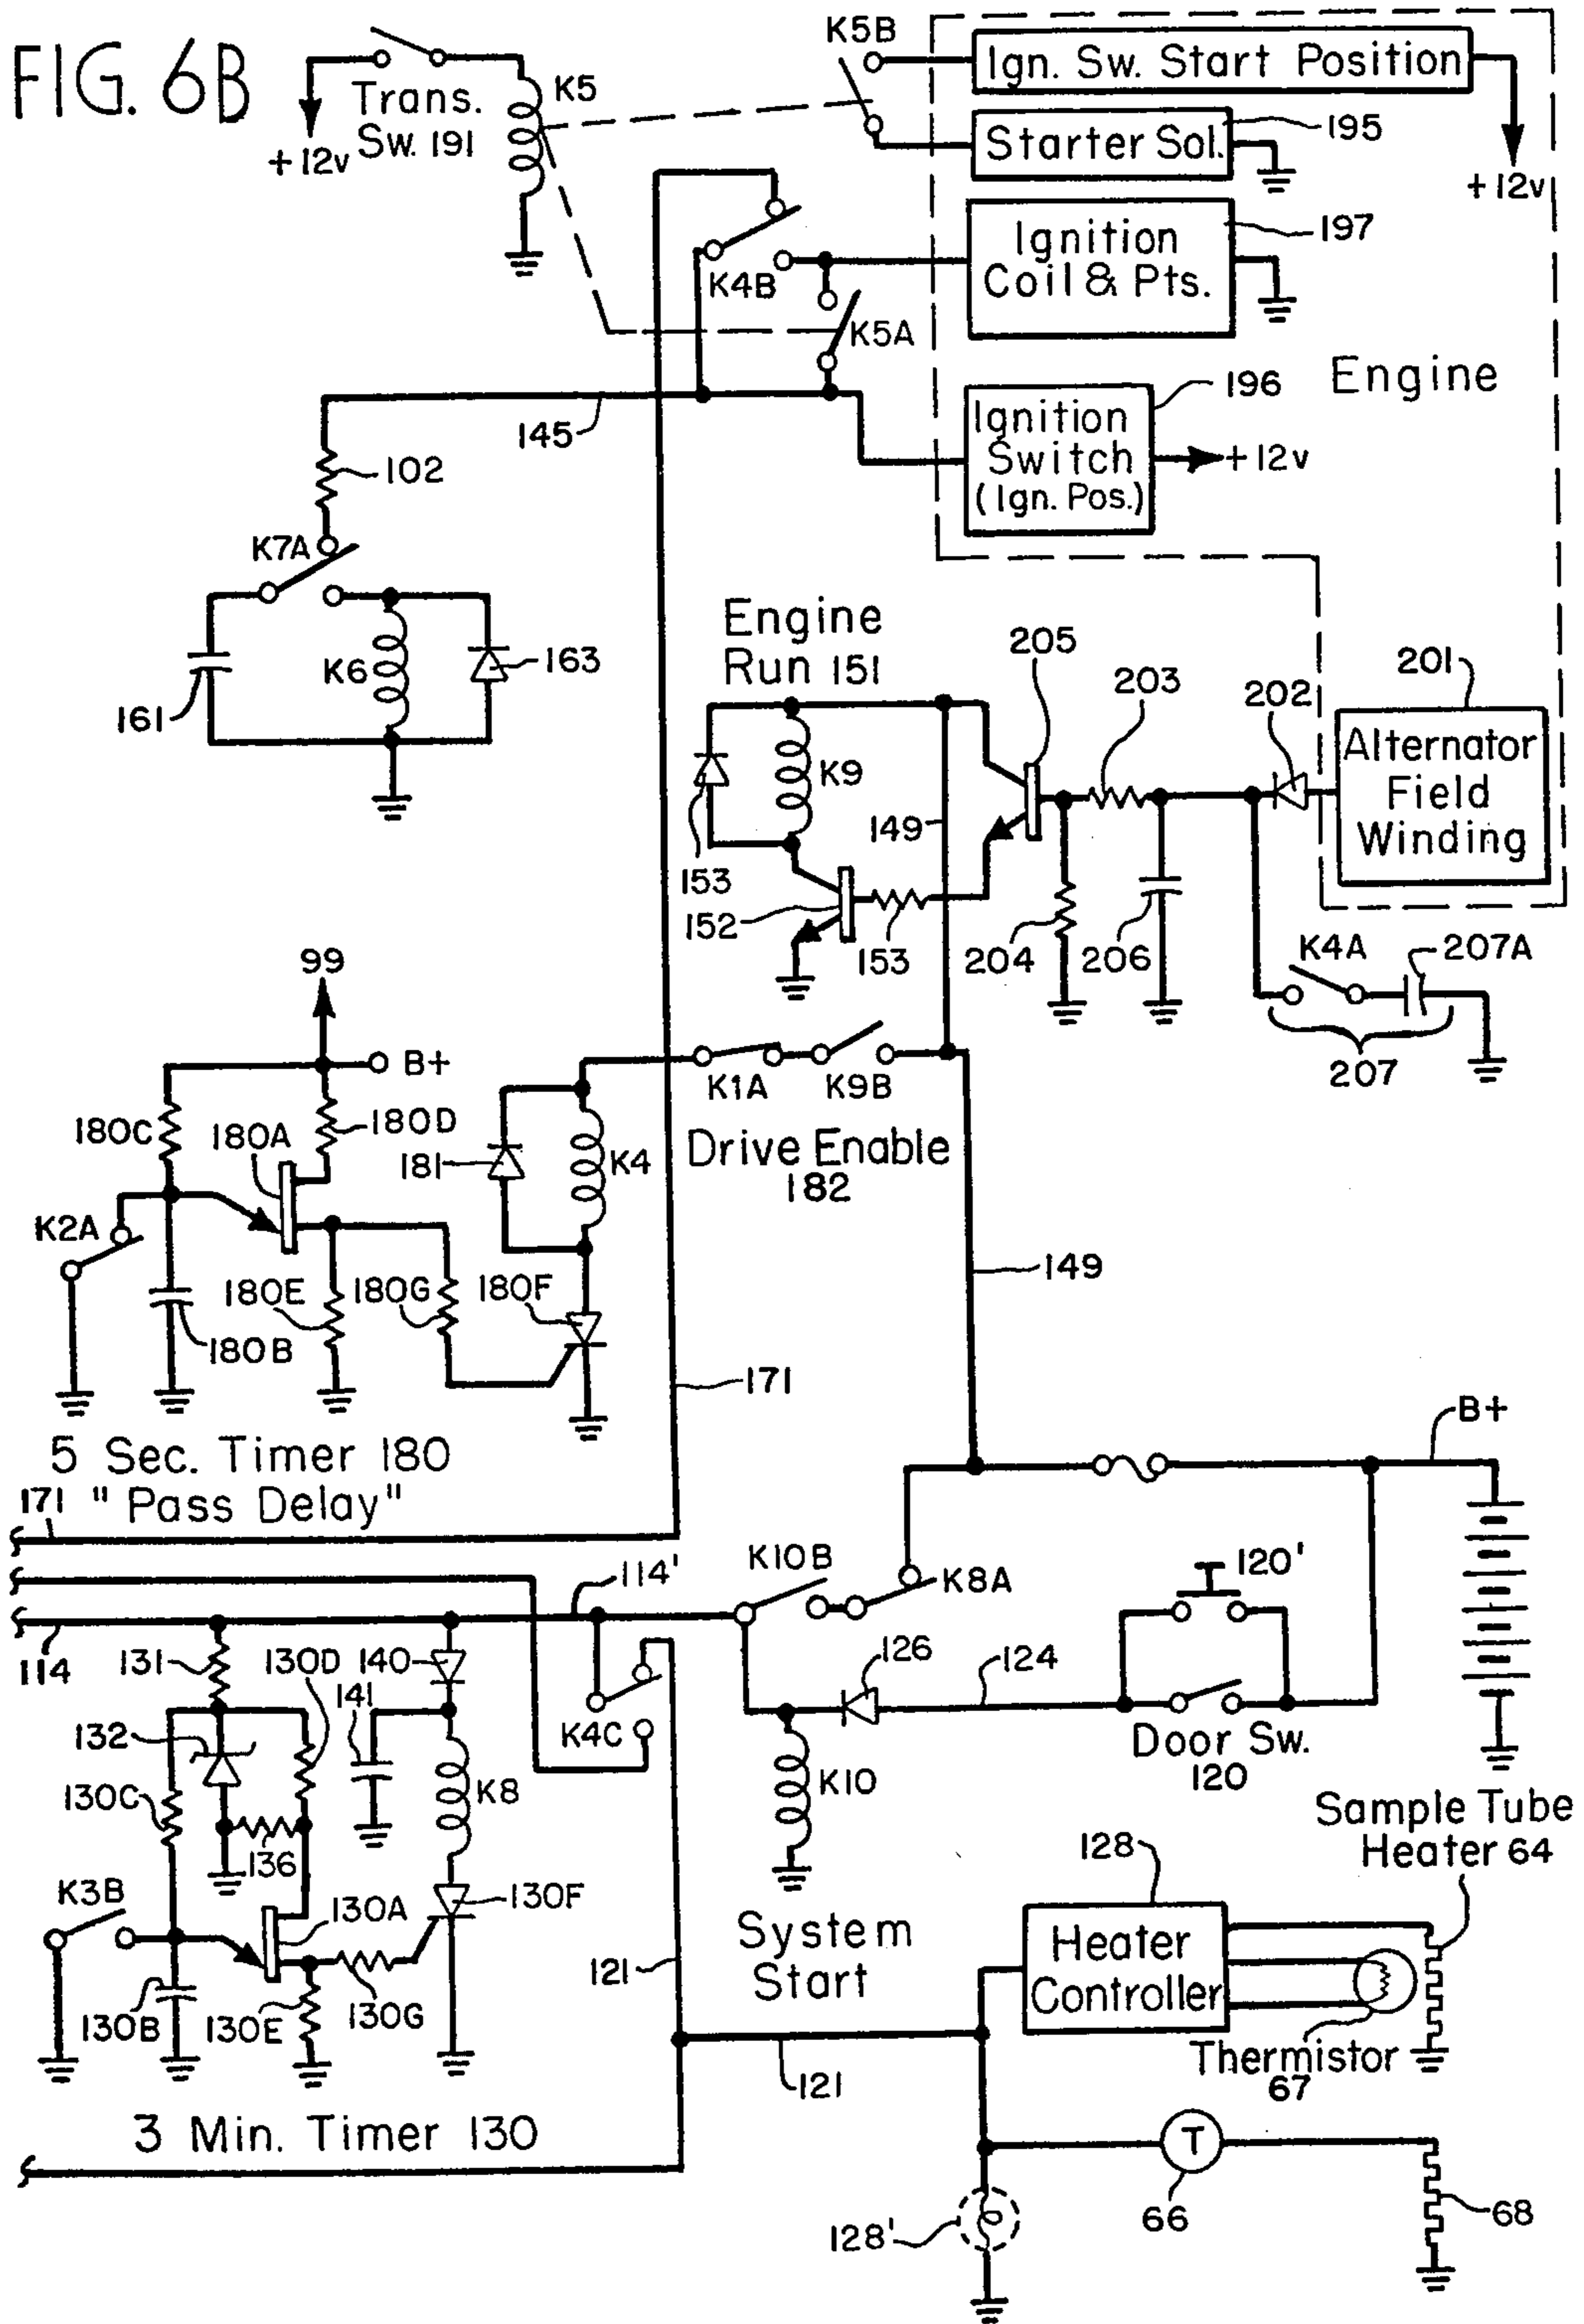 FIG. 6B
Trans.
Sw. 191
+12v
K5
K5B
Ign. Sw. Start Position
Starter Sol.
195
+12v
Ignition
Coil & Pts.
197
K4B
K5A
Engine
145
Ignition
Switch
(Ign. Pos.)
196
+12v
102
K7A
K6
163
161
Engine
Run 151
205
203
202
201
Alternator
Field
Winding
K9
149
153
152
153
204
206
K4A
207A
207
99
B+
180C
180A
180D
181
K4
K1A
K9B
Drive Enable
182
K2A
180E
180G
180F
180B
149
171
B+
5 Sec. Timer 180
"Pass Delay"
171
114'
K10B
K8A
120'
114
131
130D
140
126
124
132
141
K4C
Door Sw.
120
130C
K8
K10
Sample Tube
Heater 64
136
128
K3B
130A
130F
System
Start
Heater
Controller
121
130B
130E
130G
Thermistor
67
121
3 Min. Timer 130
T
66
68
128'